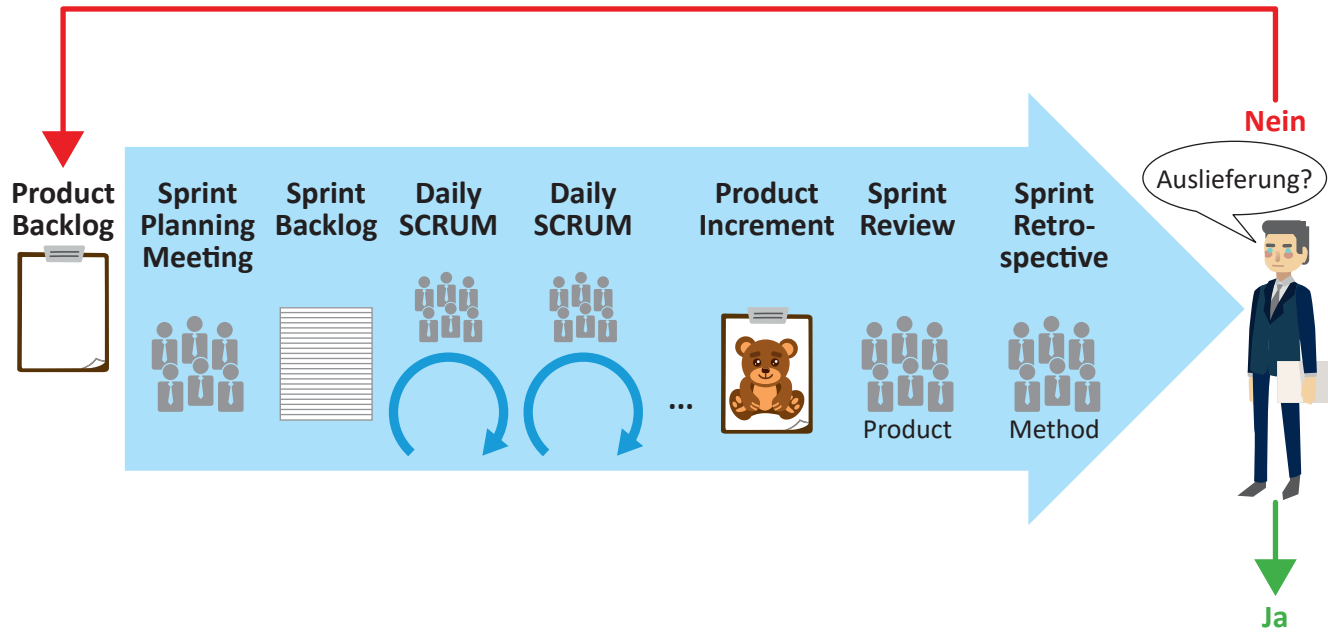 Nein
Auslieferung?
Product
Backlog
Sprint
Planning
Meeting
Sprint
Backlog
Daily
SCRUM
Daily
SCRUM
...
Product
Increment
Sprint
Review
Product
Sprint
Retro-
spective
Method
Ja